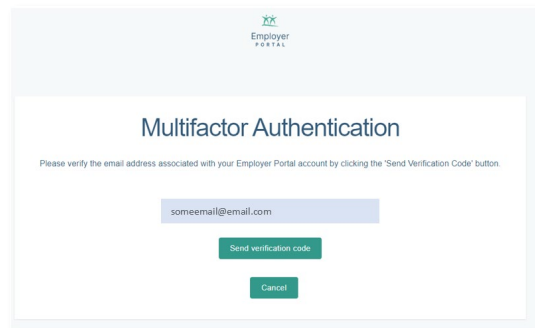 Employer
PORTAL
Multifactor Authentication
Please verify the email address associated with your Employer Portal account by clicking the 'Send Verification Code' button.
someemail@email.com
Send verification code
Cancel